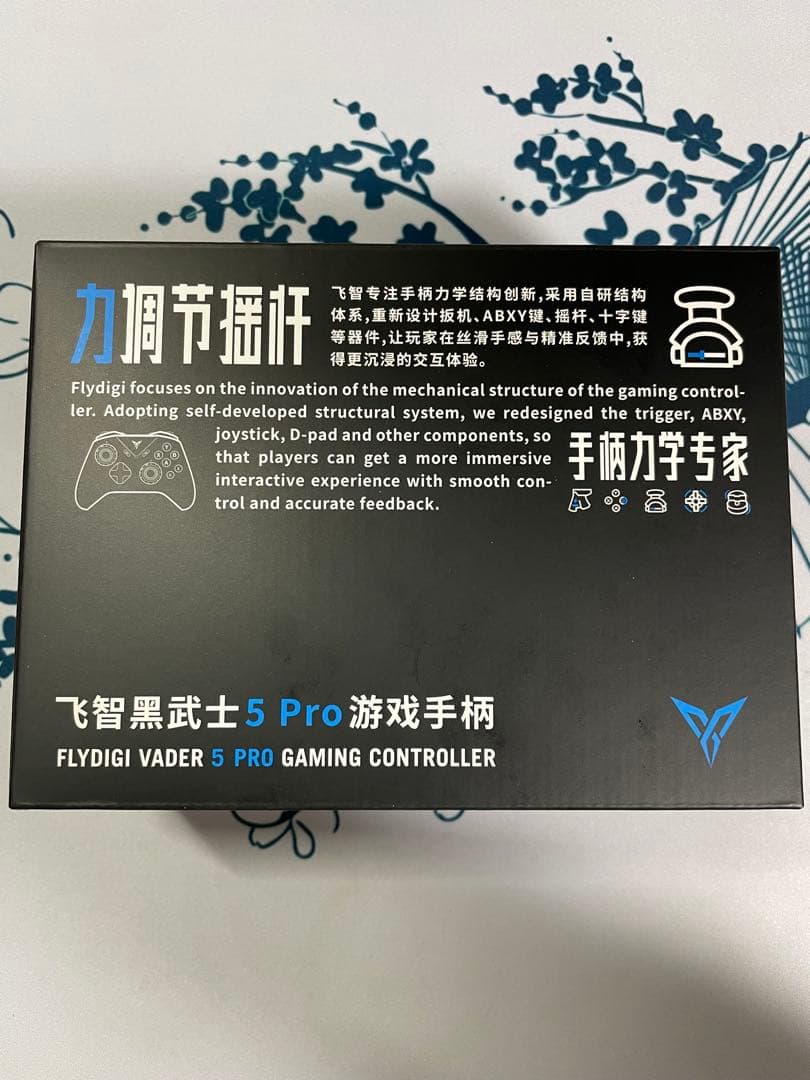 力调节摇杆
飞智专注手柄力学结构创新,采用自研结构
体系,重新设计扳机、ABXY键、摇杆、十字键
等器件,让玩家在丝滑手感与精准反馈中,获
得更沉浸的交互体验。
Flydigi focuses on the innovation of the mechanical structure of the gaming control-
ler. Adopting self-developed structural system, we redesigned the trigger, ABXY,
joystick, D-pad and other components, so
that players can get a more immersive
interactive experience with smooth con-
trol and accurate feedback.
手柄力学专家
飞智黑武士5 Pro游戏手柄
FLYDIGI VADER 5 PRO GAMING CONTROLLER